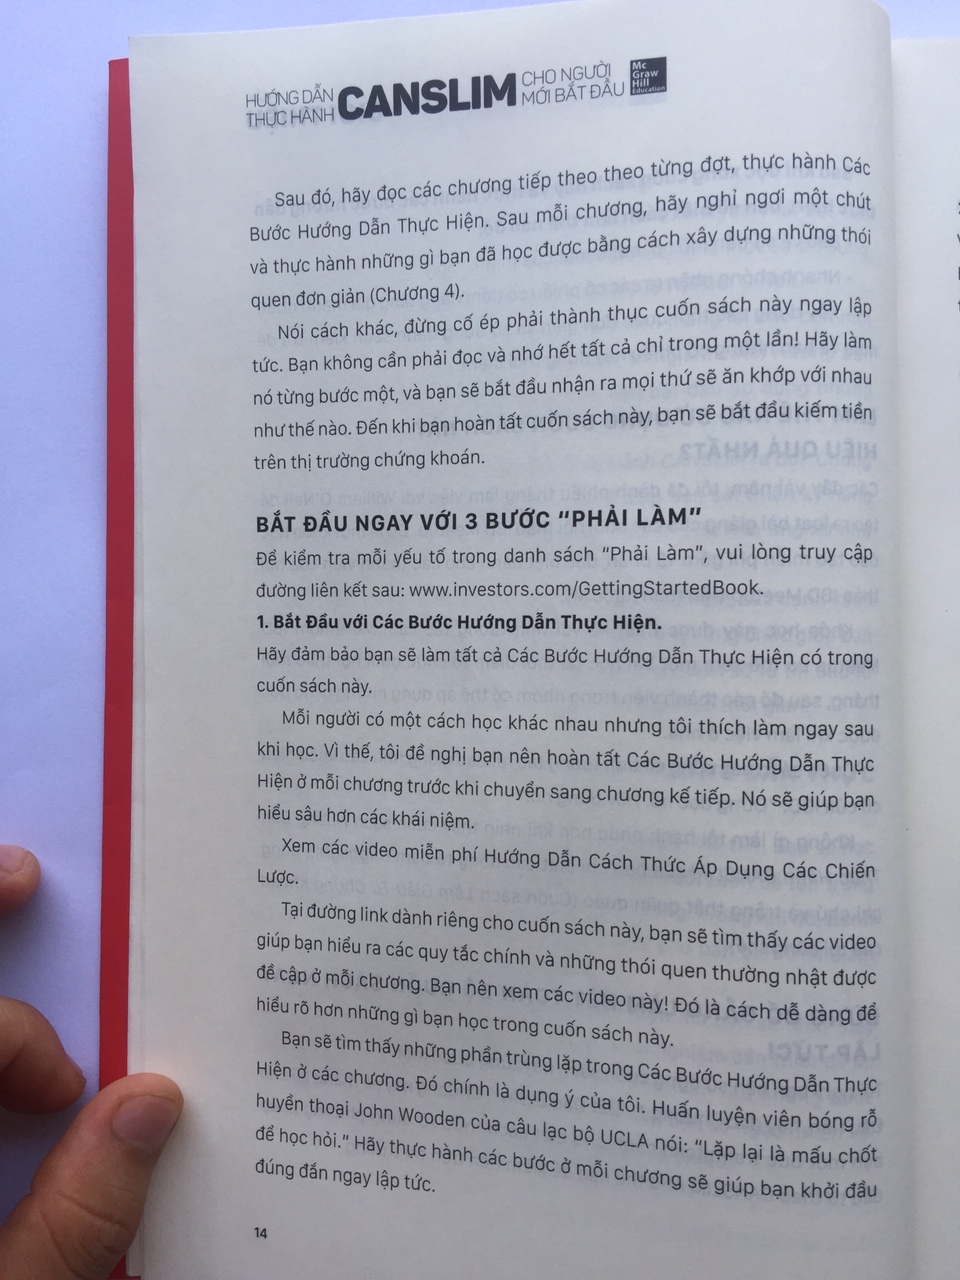 HƯỚNG DẪN
THỰC HÀNH
CANSLIM
CHO NGƯỜI
MỚI BẮT ĐẦU
Mc
Graw
Hill
Education
Sau đó, hãy đọc các chương tiếp theo theo từng đợt, thực hành Các
Bước Hướng Dẫn Thực Hiện. Sau mỗi chương, hãy nghỉ ngơi một chút
và thực hành những gì bạn đã học được bằng cách xây dựng những thói
quen đơn giản (Chương 4).
Nói cách khác, đừng cố ép phải thành thục cuốn sách này ngay lập
tức. Bạn không cần phải đọc và nhớ hết tất cả chỉ trong một lần! Hãy làm
nó từng bước một, và bạn sẽ bắt đầu nhận ra mọi thứ sẽ ăn khớp với nhau
như thế nào. Đến khi bạn hoàn tất cuốn sách này, bạn sẽ bắt đầu kiếm tiền
trên thị trường chứng khoán.
BẮT ĐẦU NGAY VỚI 3 BƯỚC "PHẢI LÀM"
Để kiểm tra mỗi yếu tố trong danh sách "Phải Làm", vui lòng truy cập
đường liên kết sau: www.investors.com/GettingStartedBook.
1. Bắt Đầu với Các Bước Hướng Dẫn Thực Hiện.
Hãy đảm bảo bạn sẽ làm tất cả Các Bước Hướng Dẫn Thực Hiện có trong
cuốn sách này.
Mỗi người có một cách học khác nhau nhưng tôi thích làm ngay sau
khi học. Vì thế, tôi đề nghị bạn nên hoàn tất Các Bước Hướng Dẫn Thực
Hiện ở mỗi chương trước khi chuyển sang chương kế tiếp. Nó sẽ giúp bạn
hiểu sâu hơn các khái niệm.
Xem các video miễn phí Hướng Dẫn Cách Thức Áp Dụng Các Chiến
Lược.
Tại đường link dành riêng cho cuốn sách này, bạn sẽ tìm thấy các video
giúp bạn hiểu ra các quy tắc chính và những thói quen thường nhật được
đề cập ở mỗi chương. Bạn nên xem các video này! Đó là cách dễ dàng để
hiểu rõ hơn những gì bạn học trong cuốn sách này.
Bạn sẽ tìm thấy những phần trùng lặp trong Các Bước Hướng Dẫn Thực
Hiện ở các chương. Đó chính là dụng ý của tôi. Huấn luyện viên bóng rỗ
huyền thoại John Wooden của câu lạc bộ UCLA nói: "Lặp lại là mấu chốt
để học hỏi." Hãy thực hành các bước ở mỗi chương sẽ giúp bạn khởi đầu
đúng đắn ngay lập tức.
14